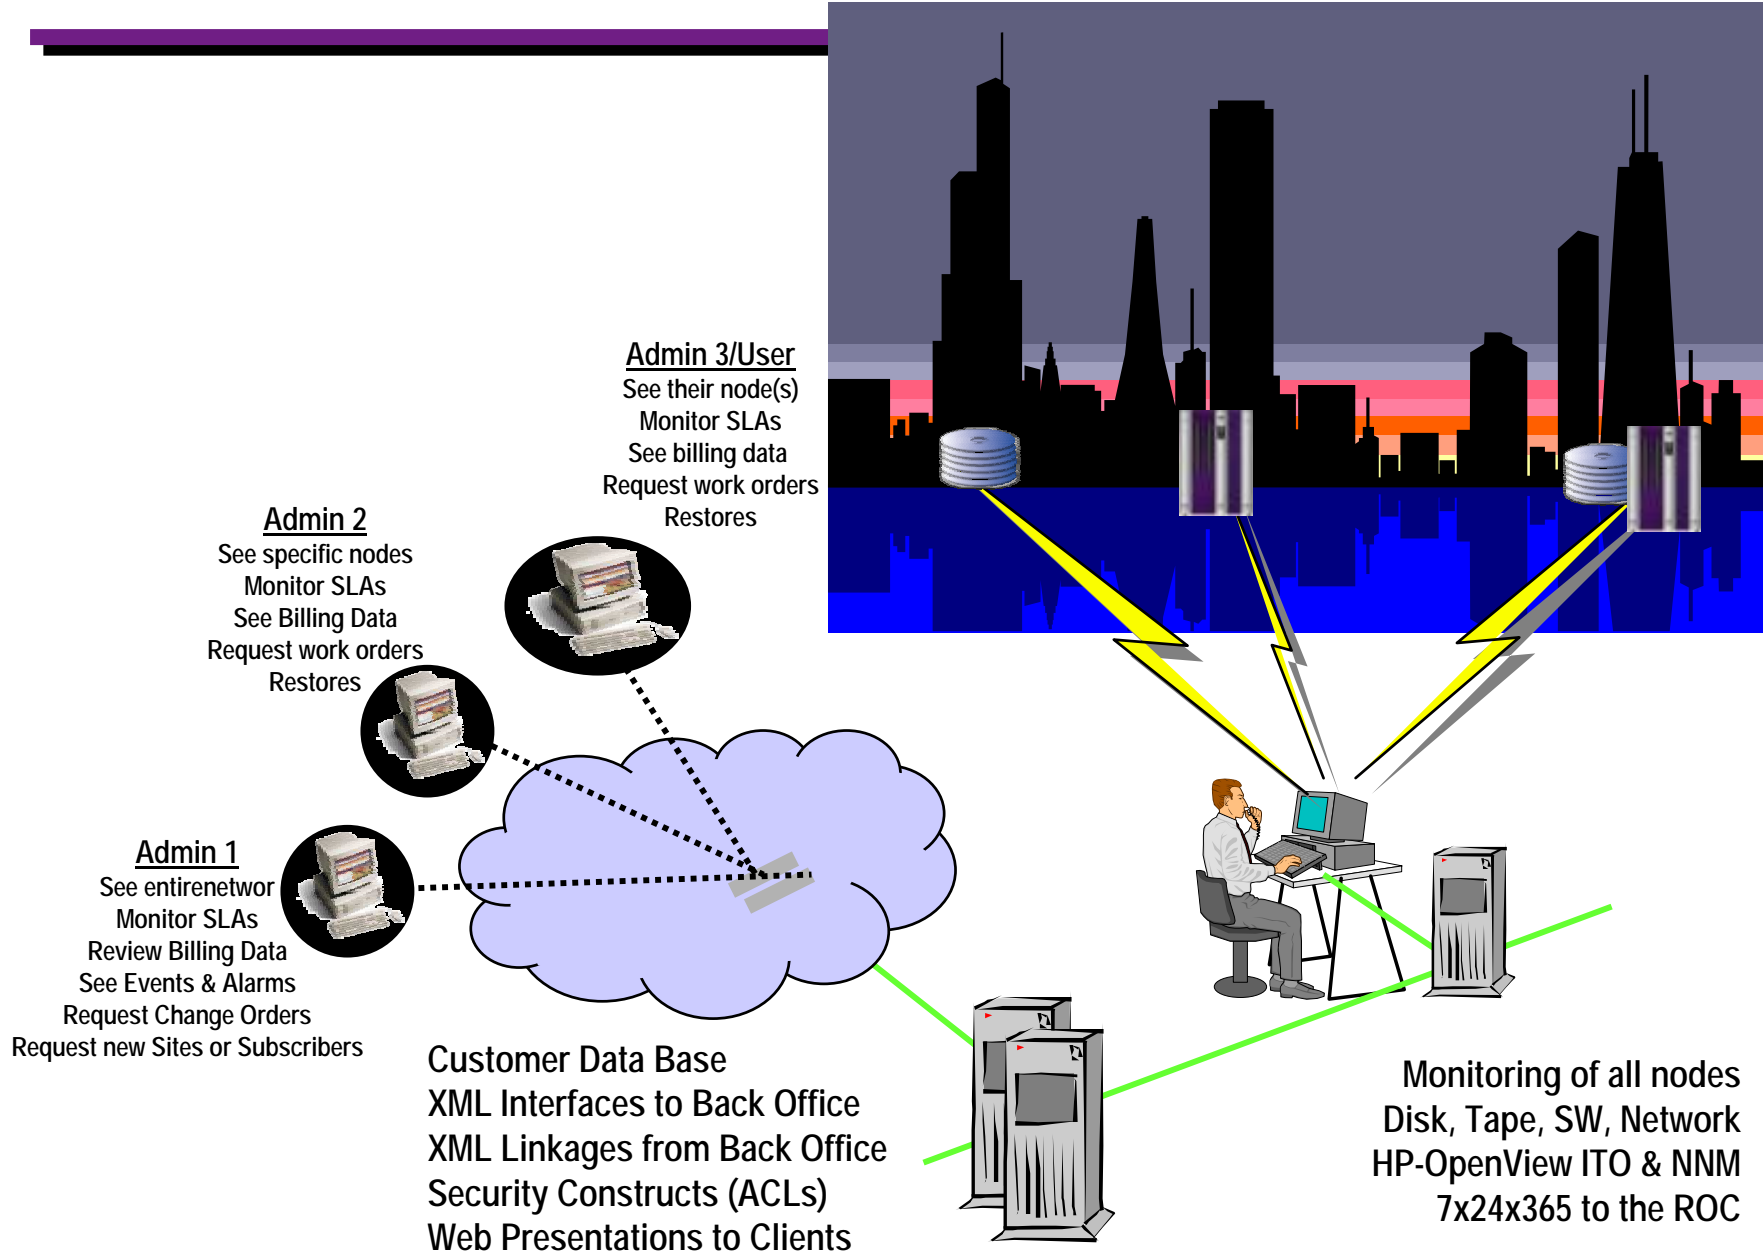 Admin 3/User
See their node(s)
Monitor SLAs
See billing data
Request work orders
Restores
Admin 2
See specific nodes
Monitor SLAs
See Billing Data
Request work orders
Restores
Admin 1
See entirenetwor
Monitor SLAs
Review Billing Data
See Events & Alarms
Request Change Orders
Request new Sites or Subscribers
Customer Data Base
XML Interfaces to Back Office
XML Linkages from Back Office
Security Constructs (ACLs)
Web Presentations to Clients
Monitoring of all nodes
Disk, Tape, SW, Network
HP-OpenView ITO & NNM
7x24x365 to the ROC